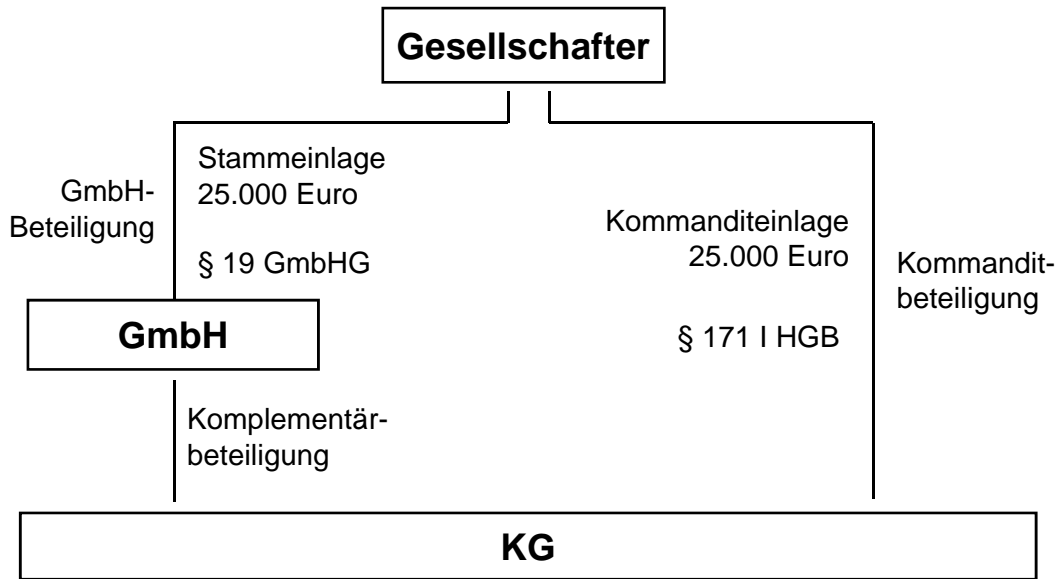 Gesellschafter
GmbH-
Beteiligung
Stammeinlage
25.000 Euro
§ 19 GmbHG
Kommanditeinlage
25.000 Euro
§ 171 I HGB
Kommandit-
beteiligung
GmbH
Komplementär-
beteiligung
KG